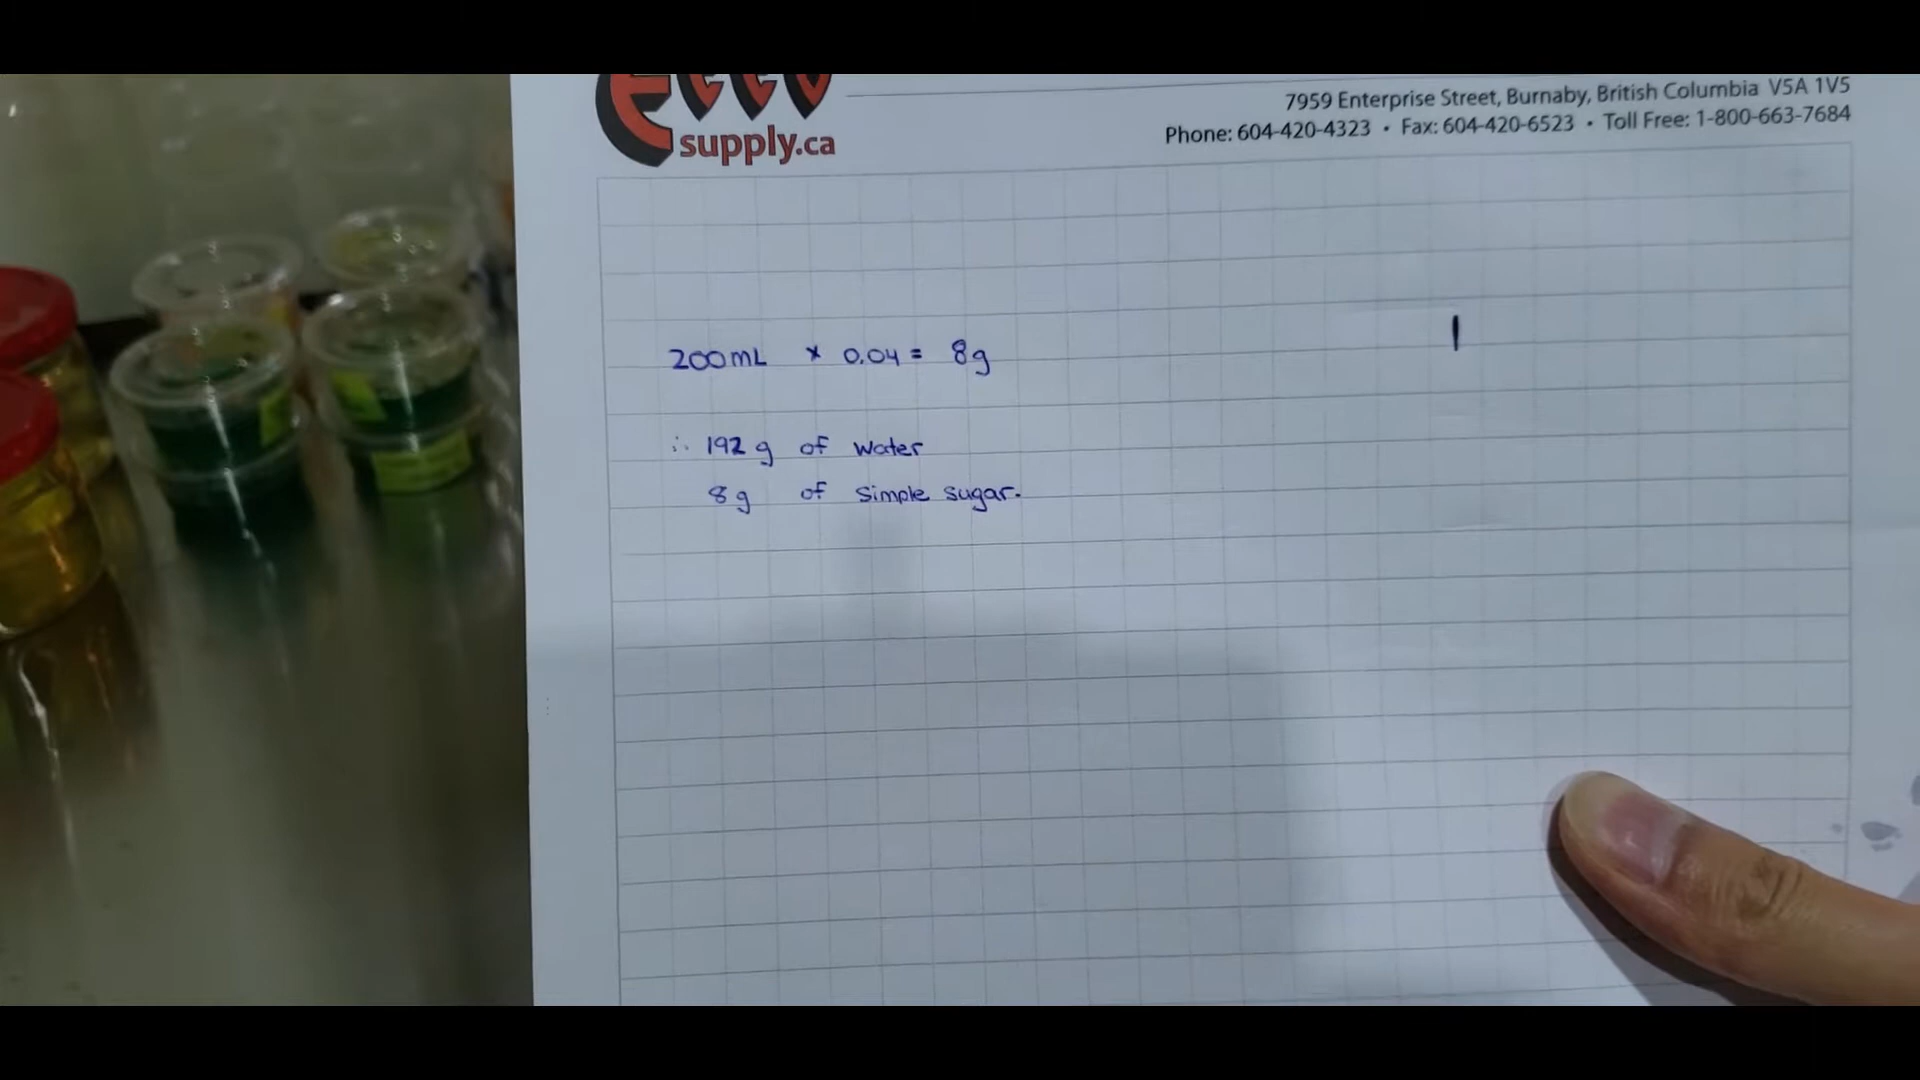 supply.ca
7959 Enterprise Street, Burnaby, British Columbia V5A 1V5
Phone: 604-420-4323 • Fax: 604-420-6523 • Toll Free: 1-800-663-7684
200mL * 0.04 = 8g
∴ 192 g of water
8g of simple sugar.